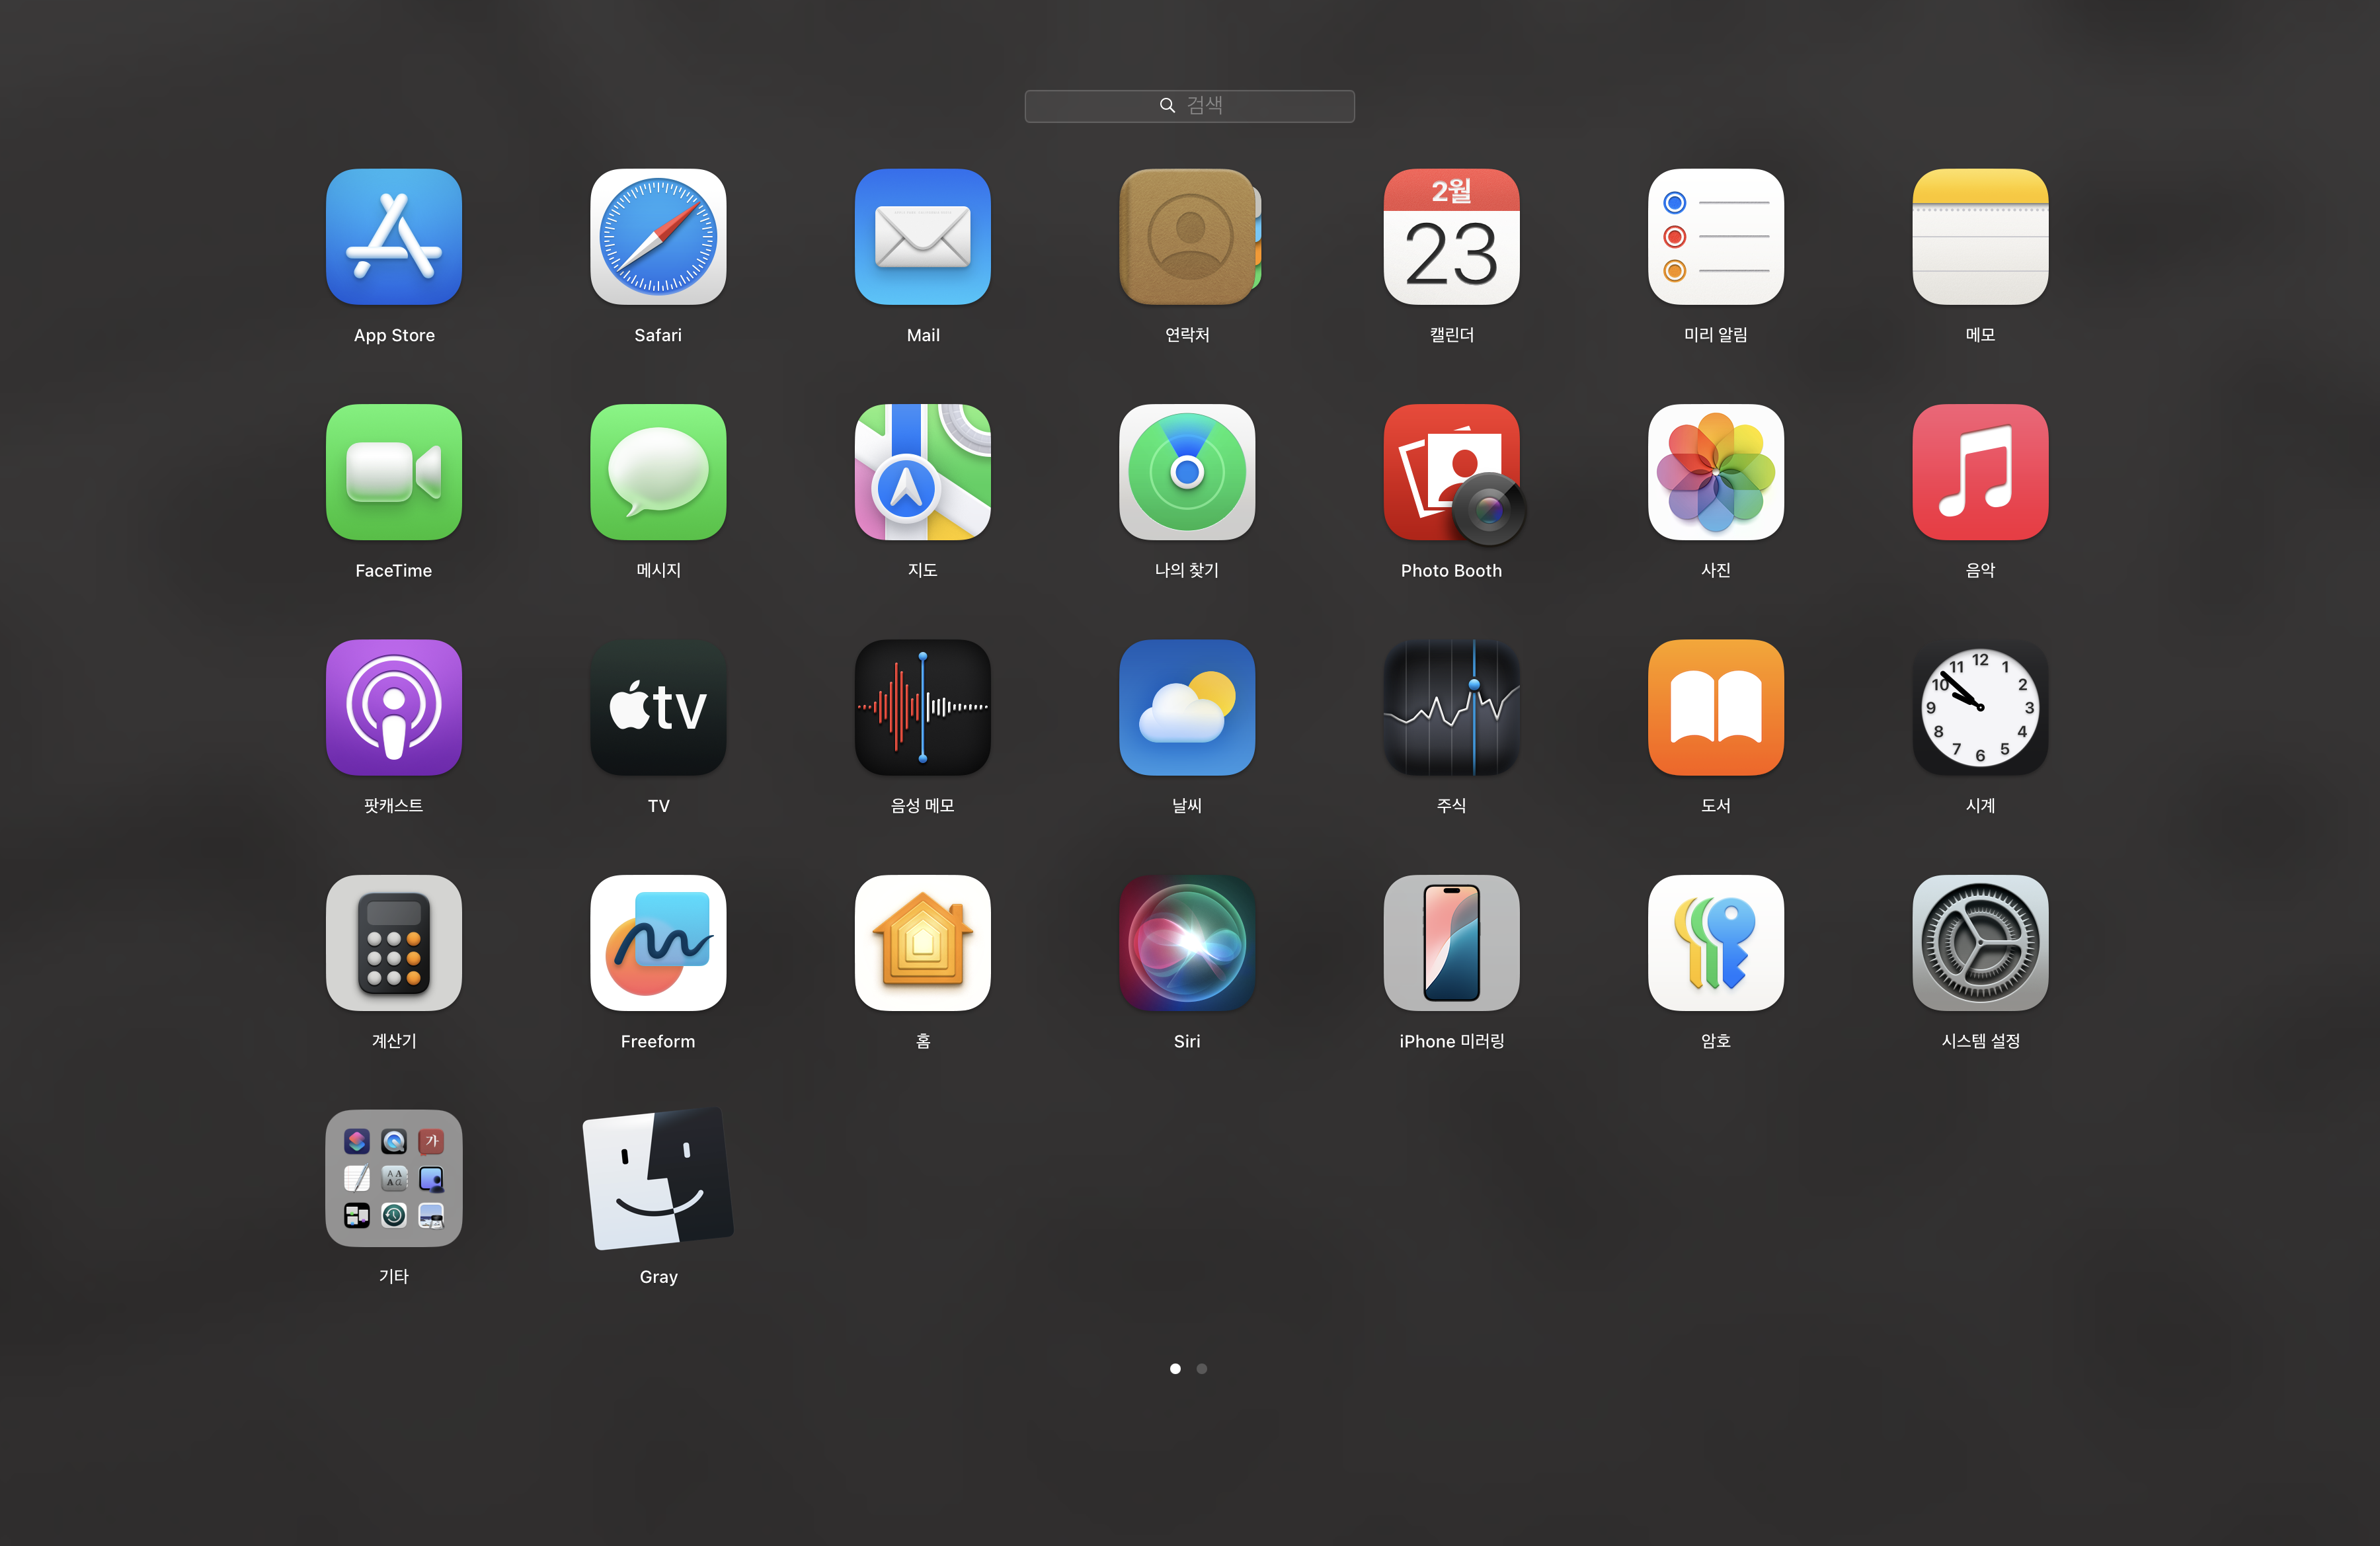 검색
2월
23
App Store
Safari
Mail
연락처
캘린더
미리 알림
메모
FaceTime
메시지
지도
나의 찾기
Photo Booth
사진
음악
tv
12
11
1
10
2
9
3
8
4
7
5
6
팟캐스트
TV
음성 메모
날씨
주식
도서
시계
계산기
Freeform
홈
Siri
iPhone 미러링
암호
시스템 설정
가
A A
A a
기타
Gray